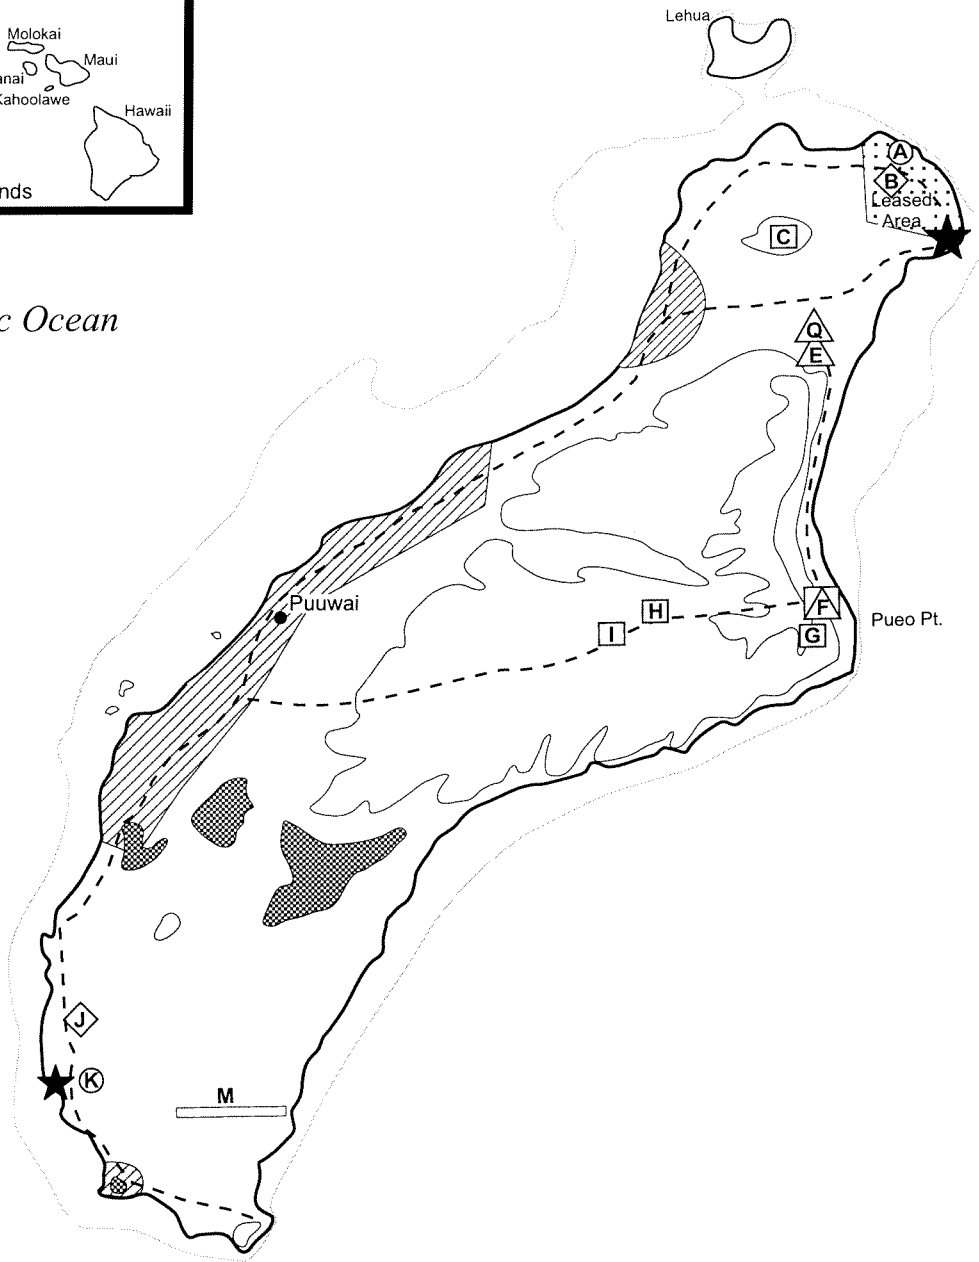 Molokai
Maui
anai
Kahoolawe
Hawaii
nds
c Ocean
Lehua
A
B
Leased
Area
C
Q
E
F
Pueo Pt.
G
H
I
Puuwai
J
K
M